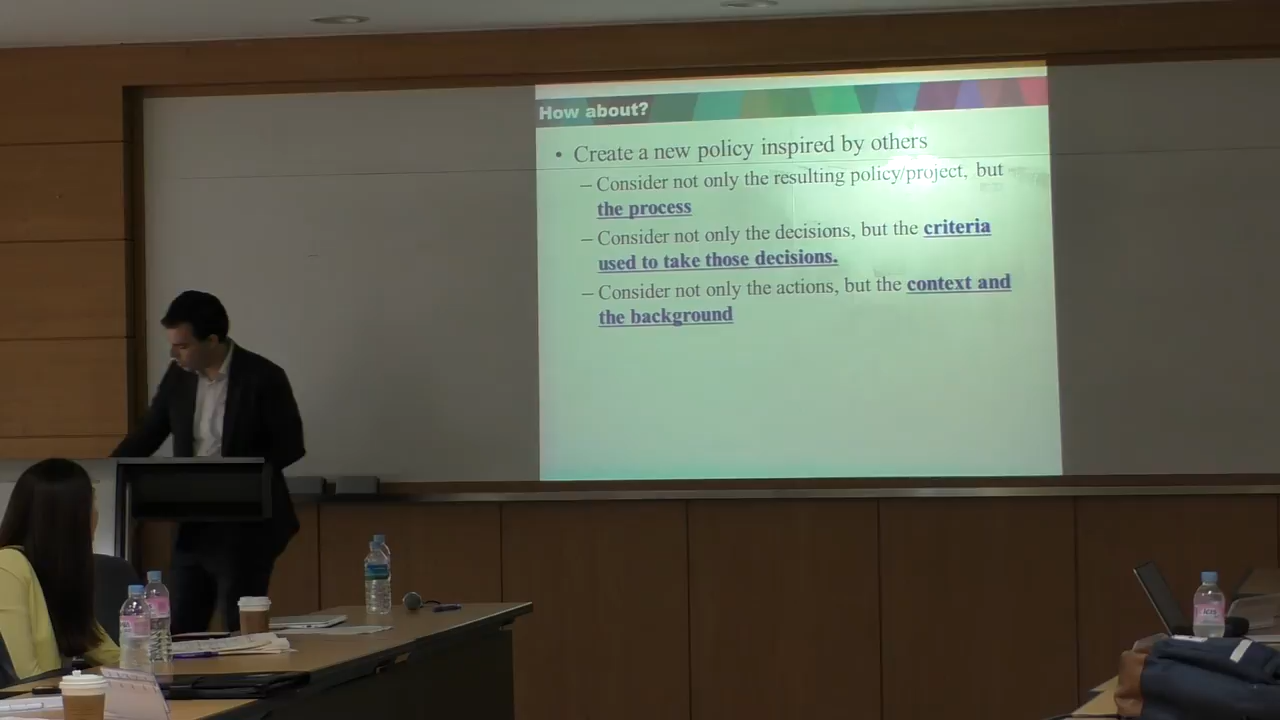 How about?
• Create a new policy inspired by others
– Consider not only the resulting policy/project, but
the process
– Consider not only the decisions, but the criteria
used to take those decisions.
– Consider not only the actions, but the context and
the background